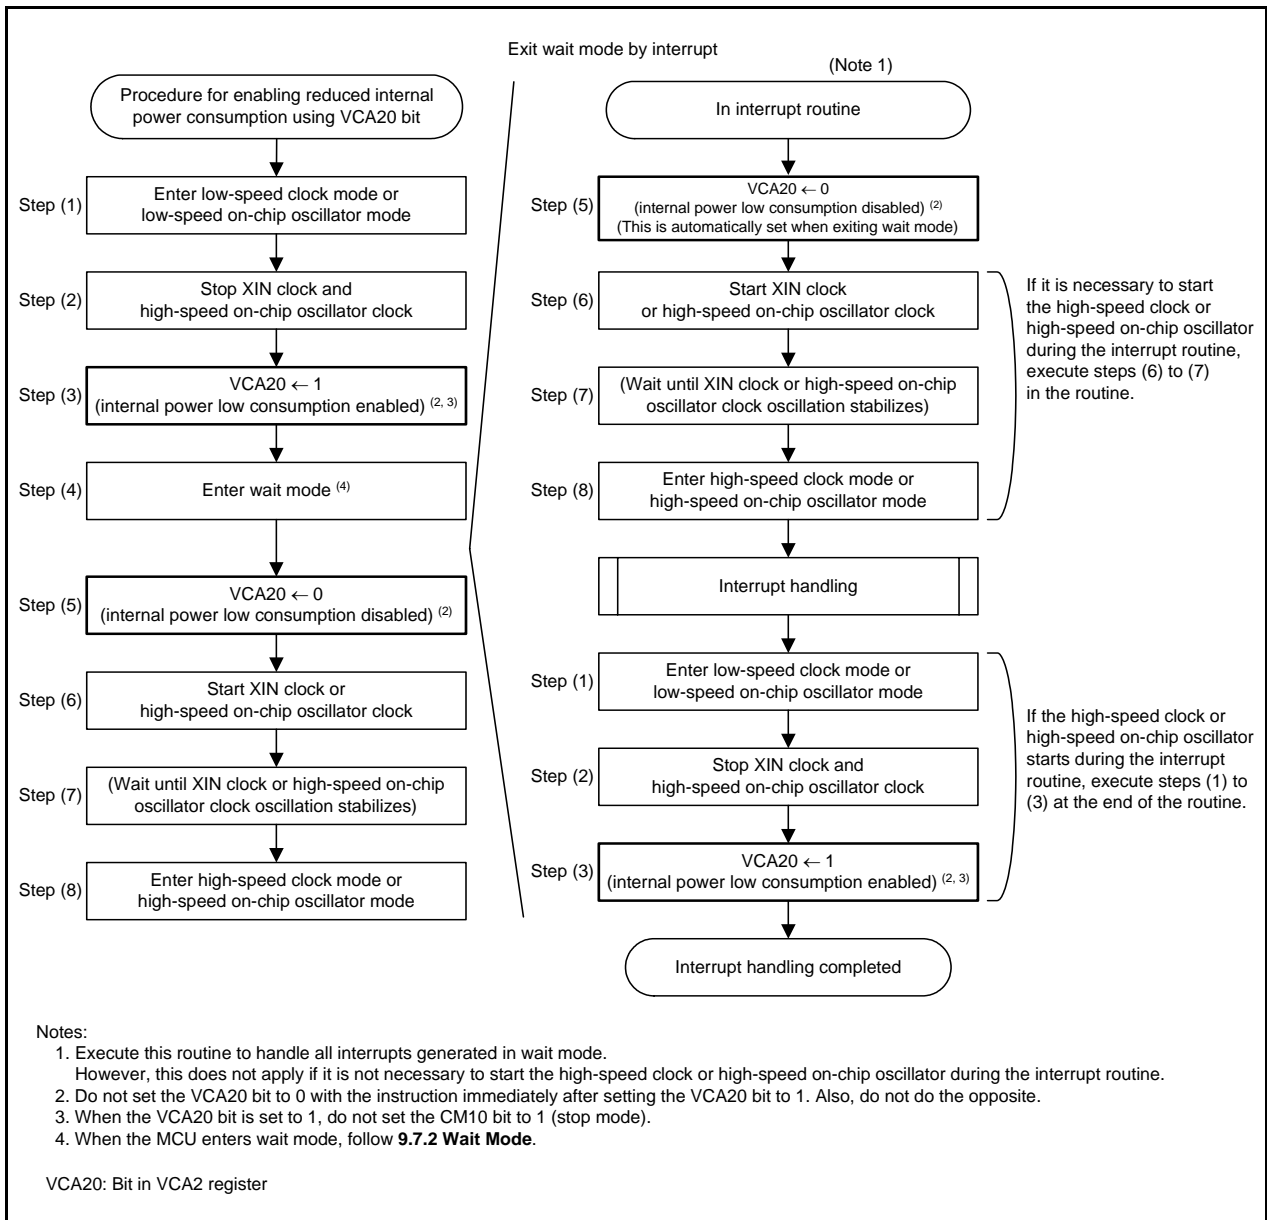 Exit wait mode by interrupt
Procedure for enabling reduced internal
power consumption using VCA20 bit
Step (1)
Enter low-speed clock mode or
low-speed on-chip oscillator mode
Step (2)
Stop XIN clock and
high-speed on-chip oscillator clock
Step (3)
VCA20 ← 1
(internal power low consumption enabled) (2, 3)
Step (4)
Enter wait mode (4)
Step (5)
VCA20 ← 0
(internal power low consumption disabled) (2)
Step (6)
Start XIN clock or
high-speed on-chip oscillator clock
Step (7)
(Wait until XIN clock or high-speed on-chip
oscillator clock oscillation stabilizes)
Step (8)
Enter high-speed clock mode or
high-speed on-chip oscillator mode
(Note 1)
In interrupt routine
Step (5)
VCA20 ← 0
(internal power low consumption disabled) (2)
(This is automatically set when exiting wait mode)
Step (6)
Start XIN clock
or high-speed on-chip oscillator clock
Step (7)
(Wait until XIN clock or high-speed on-chip
oscillator clock oscillation stabilizes)
Step (8)
Enter high-speed clock mode or
high-speed on-chip oscillator mode
If it is necessary to start
the high-speed clock or
high-speed on-chip oscillator
during the interrupt routine,
execute steps (6) to (7)
in the routine.
Interrupt handling
Step (1)
Enter low-speed clock mode or
low-speed on-chip oscillator mode
Step (2)
Stop XIN clock and
high-speed on-chip oscillator clock
Step (3)
VCA20 ← 1
(internal power low consumption enabled) (2, 3)
If the high-speed clock or
high-speed on-chip oscillator
starts during the interrupt
routine, execute steps (1) to
(3) at the end of the routine.
Interrupt handling completed
Notes:
1. Execute this routine to handle all interrupts generated in wait mode.
However, this does not apply if it is not necessary to start the high-speed clock or high-speed on-chip oscillator during the interrupt routine.
2. Do not set the VCA20 bit to 0 with the instruction immediately after setting the VCA20 bit to 1. Also, do not do the opposite.
3. When the VCA20 bit is set to 1, do not set the CM10 bit to 1 (stop mode).
4. When the MCU enters wait mode, follow 9.7.2 Wait Mode.
VCA20: Bit in VCA2 register